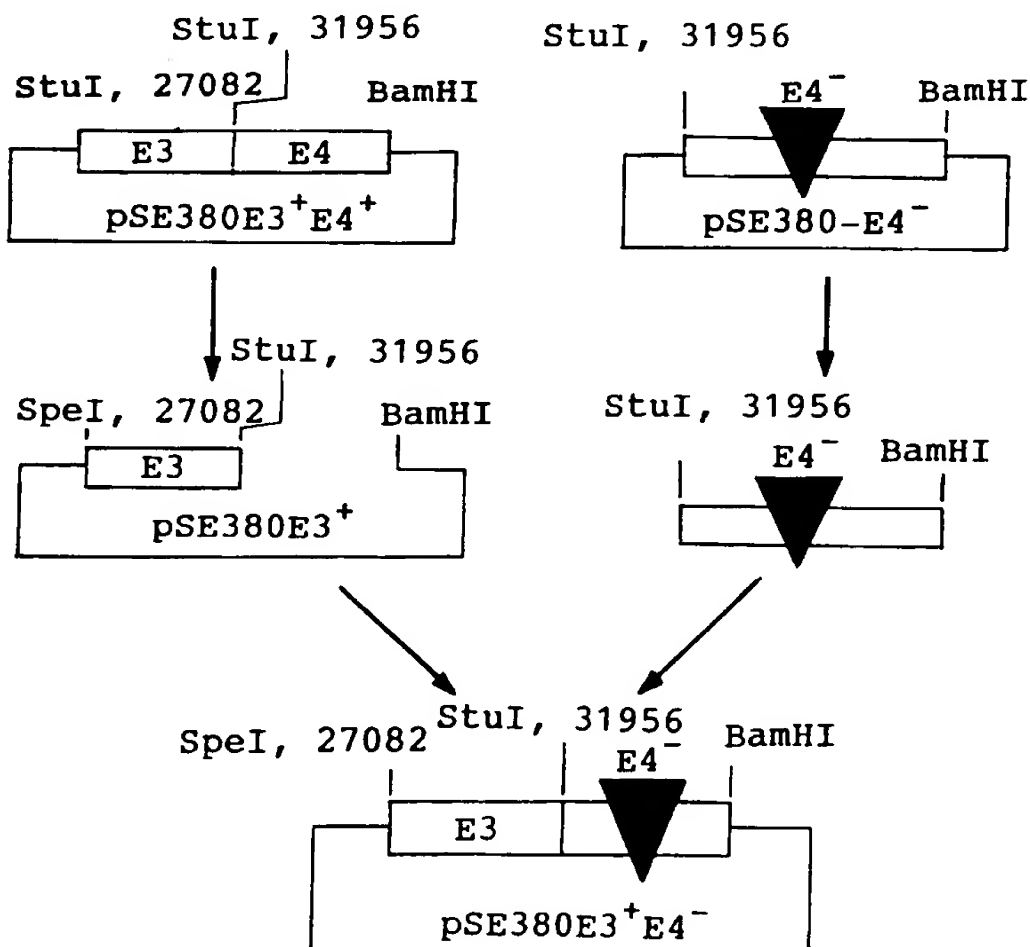 StuI, 31956
StuI, 27082
BamHI
E3
E4
pSE380E3⁺E4⁺
StuI, 31956
E4⁻
BamHI
pSE380-E4⁻
StuI, 31956
SpeI, 27082
BamHI
E3
pSE380E3⁺
StuI, 31956
E4⁻
BamHI
StuI, 31956
SpeI, 27082
E4⁻
BamHI
E3
pSE380E3⁺E4⁻